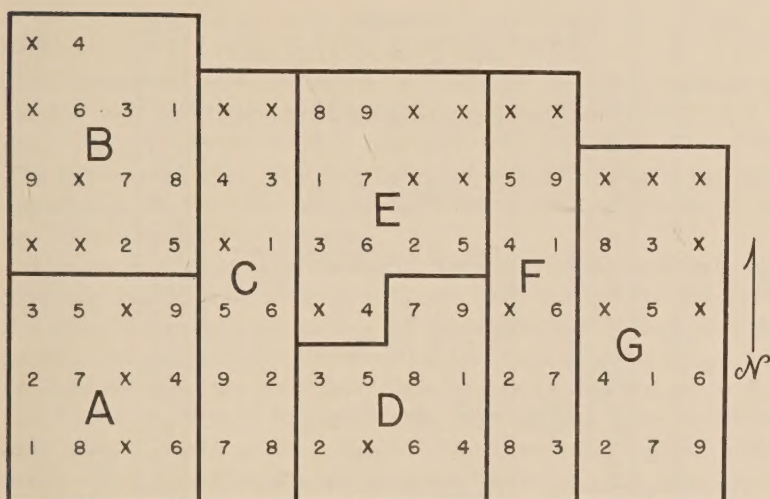 X 4
X 6 3 1 X X 8 9 X X X X
B
9 X 7 8 4 3 1 7 X X 5 9 X X X
E
X X 2 5 X 1 3 6 2 5 4 1 8 3 X
C F
3 5 X 9 5 6 X 4 7 9 X 6 X 5 X
G
2 7 X 4 9 2 3 5 8 1 2 7 4 1 6 N
A D
1 8 X 6 7 8 2 X 6 4 8 3 2 7 9